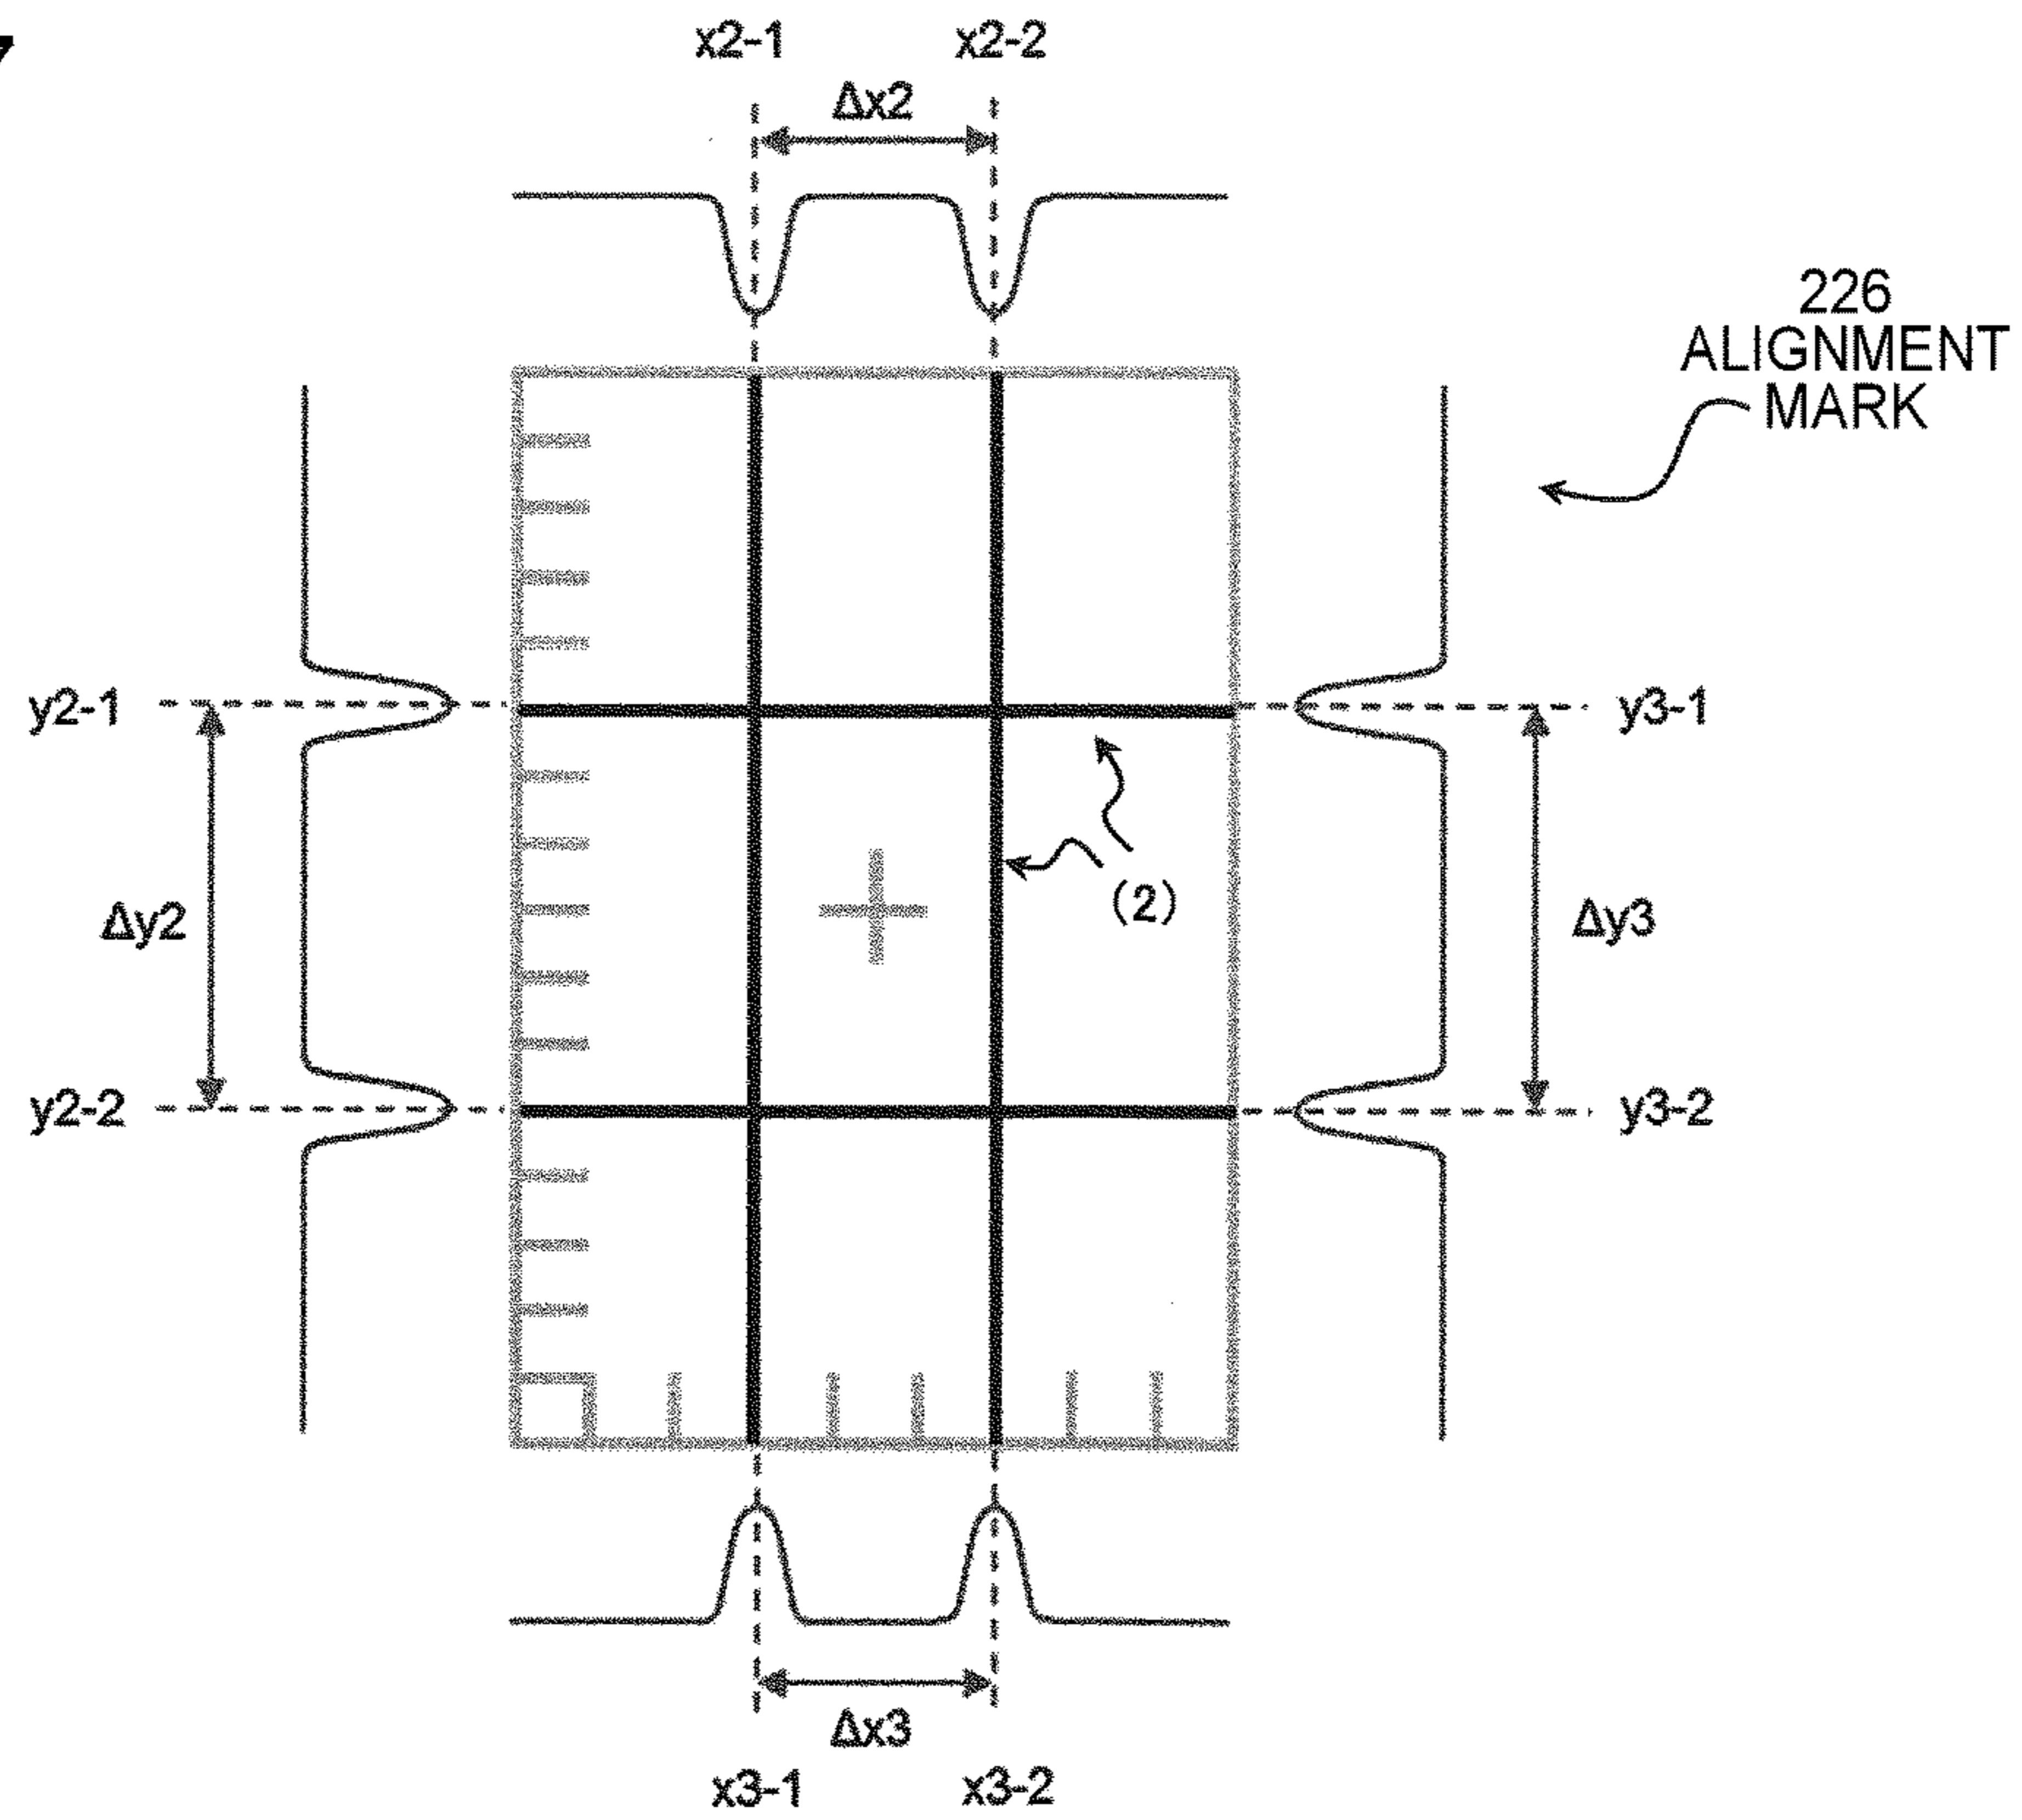 x2-1
x2-2
Δx2
226
ALIGNMENT
MARK
y2-1
y3-1
(2)
Δy2
Δy3
y2-2
y3-2
Δx3
x3-1
x3-2